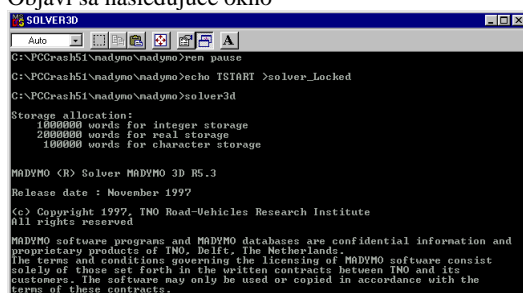 Objaví sa nasledujúce okno
SOLVER3D
Auto
A
C:\PCCrash51\madymo\madymo>rem pause
C:\PCCrash51\madymo\madymo>echo TSTART >solver_Locked
C:\PCCrash51\madymo\madymo>solver3d
Storage allocation:
1000000 words for integer storage
2000000 words for real storage
100000 words for character storage
MADYMO (R) Solver MADYMO 3D R5.3
Release date : November 1997
(c) Copyright 1997, TNO Road-Vehicles Research Institute
All rights reserved
MADYMO software programs and MADYMO databases are confidential information and
proprietary products of TNO, Delft, The Netherlands.
The terms and conditions governing the licensing of MADYMO software consist
solely of those set forth in the written contracts between TNO and its
customers. The software may only be used or copied in accordance with the
terms of these contracts.